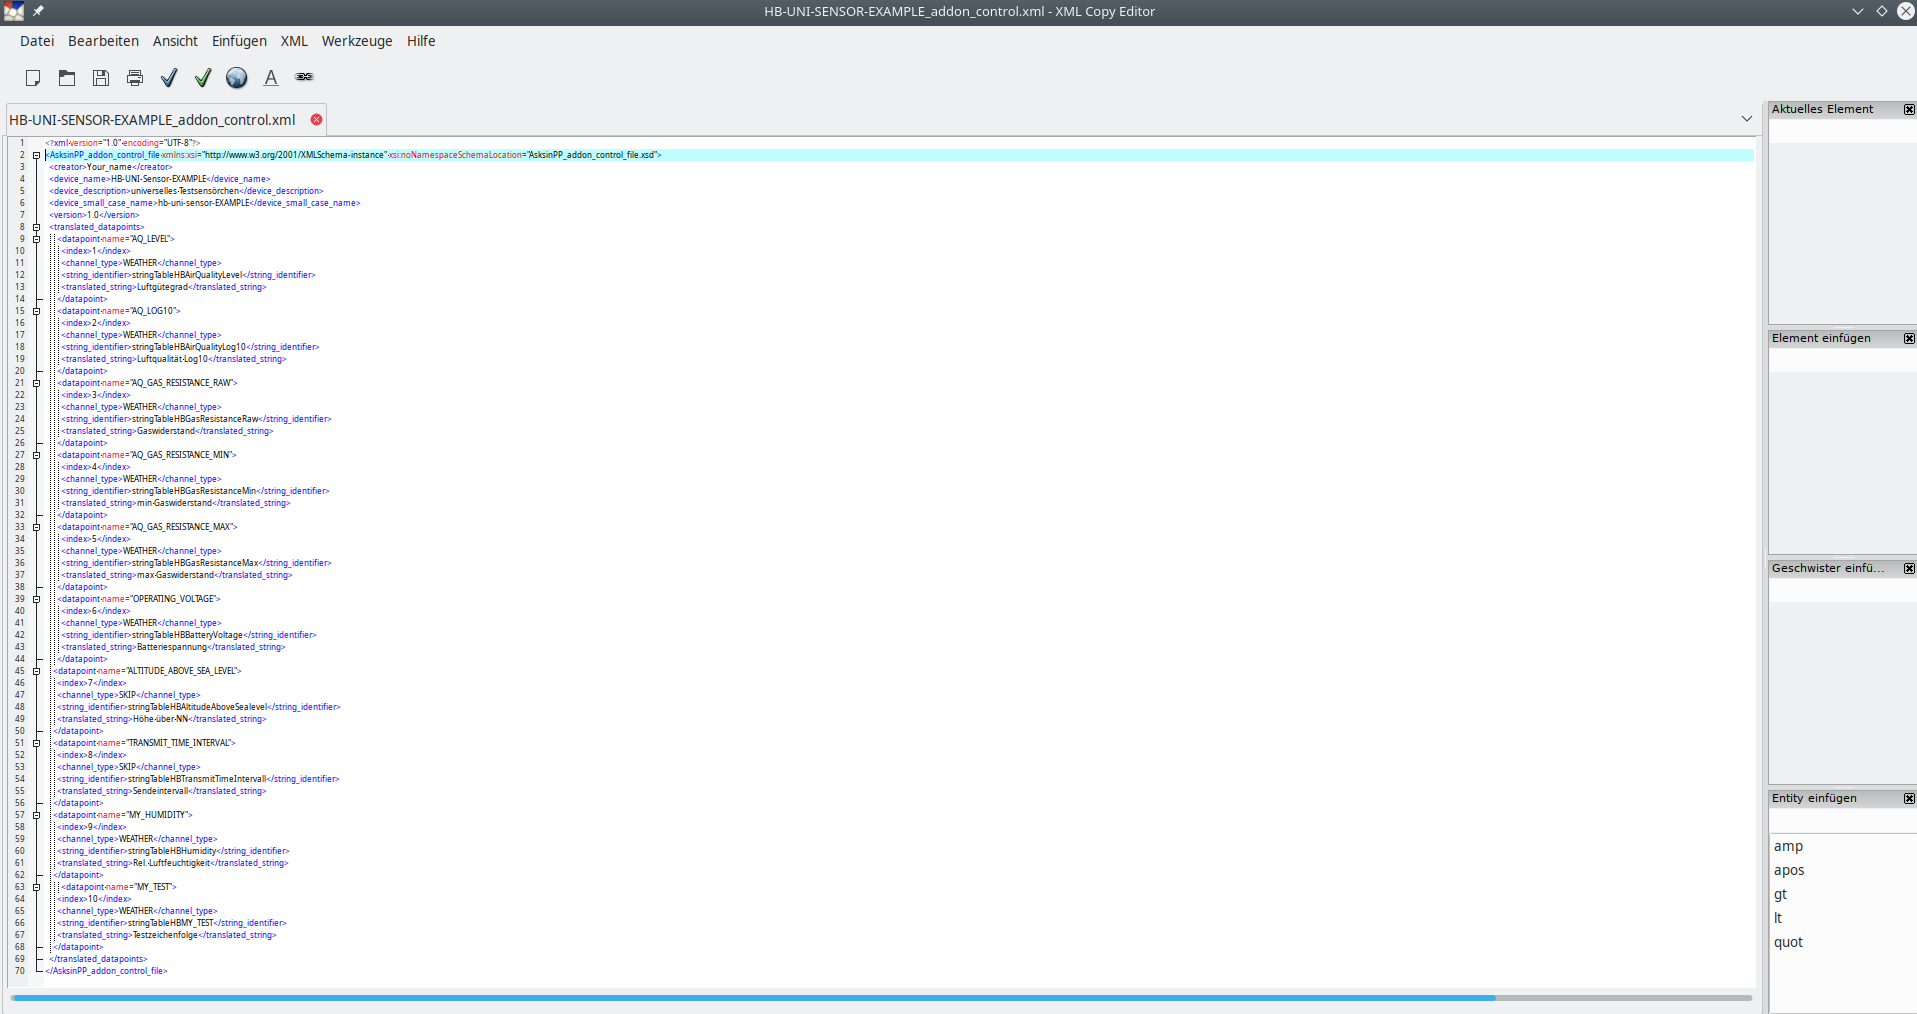 HB-UNI-SENSOR-EXAMPLE_addon_control.xml - XML Copy Editor
Datei Bearbeiten Ansicht Einfügen XML Werkzeuge Hilfe
HB-UNI-SENSOR-EXAMPLE_addon_control.xml
1 <?xml version="1.0" encoding="UTF-8"?>
2 <AsksinPP_addon_control_file xmlns:xsi="http://www.w3.org/2001/XMLSchema-instance" xsi:noNamespaceSchemaLocation="AsksinPP_addon_control_file.xsd">
3 <creator>Your_name</creator>
4 <device_name>HB-UNI-Sensor-EXAMPLE</device_name>
5 <device_description>universelles Testsensörchen</device_description>
6 <device_small_case_name>hb-uni-sensor-EXAMPLE</device_small_case_name>
7 <version>1.0</version>
8 <translated_datapoints>
9 <datapoint name="AQ_LEVEL">
10 <index>1</index>
11 <channel_type>WEATHER</channel_type>
12 <string_identifier>stringTableHBAirQualityLevel</string_identifier>
13 <translated_string>Luftgütegrad</translated_string>
14 </datapoint>
15 <datapoint name="AQ_LOG10">
16 <index>2</index>
17 <channel_type>WEATHER</channel_type>
18 <string_identifier>stringTableHBAirQualityLog10</string_identifier>
19 <translated_string>Luftqualität Log10</translated_string>
20 </datapoint>
21 <datapoint name="AQ_GAS_RESISTANCE_RAW">
22 <index>3</index>
23 <channel_type>WEATHER</channel_type>
24 <string_identifier>stringTableHBGasResistanceRaw</string_identifier>
25 <translated_string>Gaswiderstand</translated_string>
26 </datapoint>
27 <datapoint name="AQ_GAS_RESISTANCE_MIN">
28 <index>4</index>
29 <channel_type>WEATHER</channel_type>
30 <string_identifier>stringTableHBGasResistanceMin</string_identifier>
31 <translated_string>min Gaswiderstand</translated_string>
32 </datapoint>
33 <datapoint name="AQ_GAS_RESISTANCE_MAX">
34 <index>5</index>
35 <channel_type>WEATHER</channel_type>
36 <string_identifier>stringTableHBGasResistanceMax</string_identifier>
37 <translated_string>max Gaswiderstand</translated_string>
38 </datapoint>
39 <datapoint name="OPERATING_VOLTAGE">
40 <index>6</index>
41 <channel_type>WEATHER</channel_type>
42 <string_identifier>stringTableHBBatteryVoltage</string_identifier>
43 <translated_string>Batteriespannung</translated_string>
44 </datapoint>
45 <datapoint name="ALTITUDE_ABOVE_SEA_LEVEL">
46 <index>7</index>
47 <channel_type>SKIP</channel_type>
48 <string_identifier>stringTableHBAltitudeAboveSealevel</string_identifier>
49 <translated_string>Höhe über NN</translated_string>
50 </datapoint>
51 <datapoint name="TRANSMIT_TIME_INTERVAL">
52 <index>8</index>
53 <channel_type>SKIP</channel_type>
54 <string_identifier>stringTableHBTransmitTimeIntervall</string_identifier>
55 <translated_string>Sendeintervall</translated_string>
56 </datapoint>
57 <datapoint name="MY_HUMIDITY">
58 <index>9</index>
59 <channel_type>WEATHER</channel_type>
60 <string_identifier>stringTableHBHumidity</string_identifier>
61 <translated_string>Rel. Luftfeuchtigkeit</translated_string>
62 </datapoint>
63 <datapoint name="MY_TEST">
64 <index>10</index>
65 <channel_type>WEATHER</channel_type>
66 <string_identifier>stringTableHBMY_TEST</string_identifier>
67 <translated_string>Testzeichenfolge</translated_string>
68 </datapoint>
69 </translated_datapoints>
70 </AsksinPP_addon_control_file>
Aktuelles Element
Element einfügen
Geschwister einfü...
Entity einfügen
amp
apos
gt
lt
quot